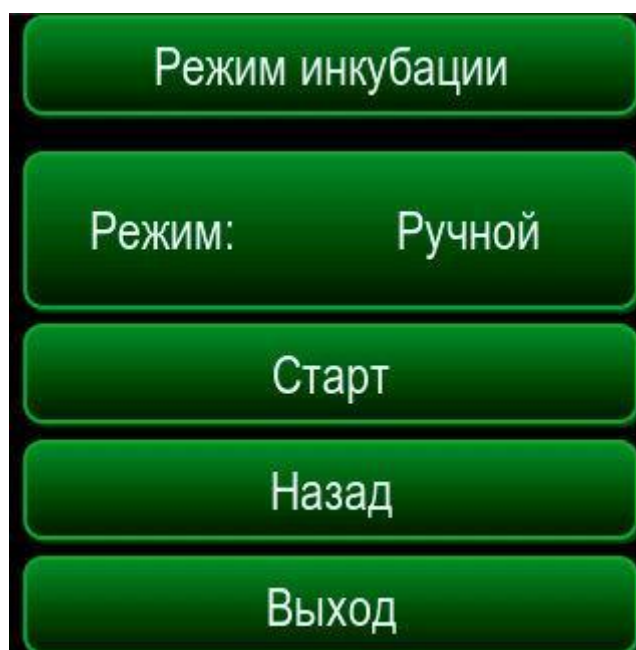 Режим инкубации
Режим: Ручной
Старт
Назад
Выход